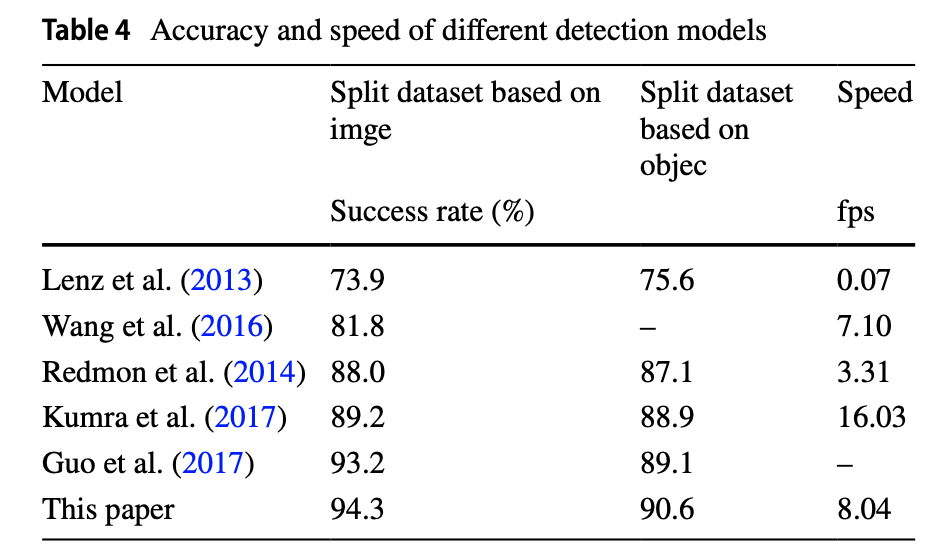 Table 4 Accuracy and speed of different detection models
Model Split dataset based on imge Split dataset based on objec Speed
Success rate (%) fps
Lenz et al. (2013) 73.9 75.6 0.07
Wang et al. (2016) 81.8 – 7.10
Redmon et al. (2014) 88.0 87.1 3.31
Kumra et al. (2017) 89.2 88.9 16.03
Guo et al. (2017) 93.2 89.1 –
This paper 94.3 90.6 8.04